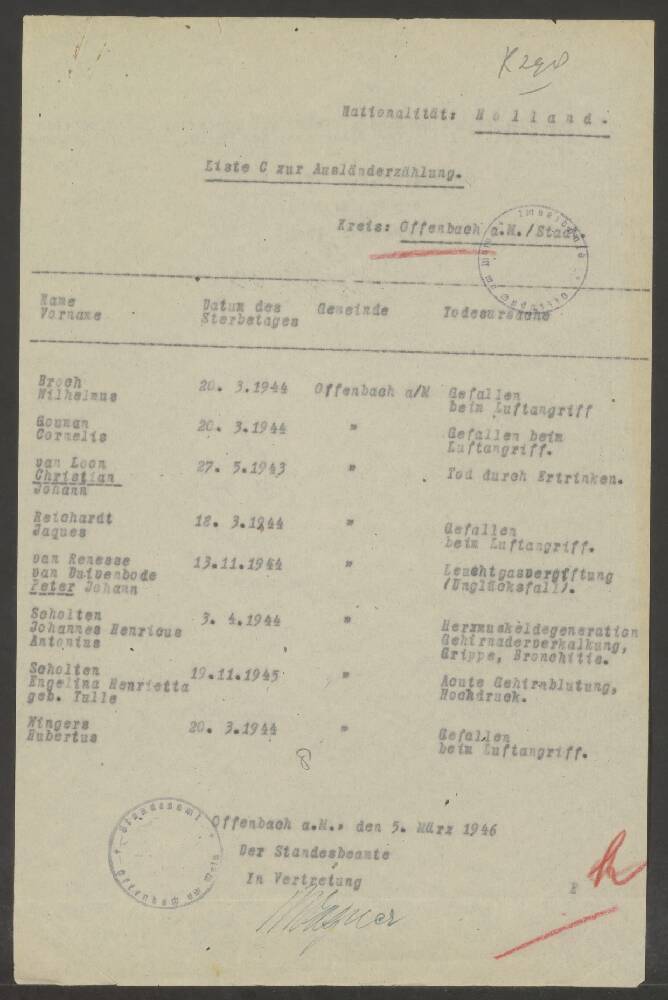 Nationalität: Holland.
Liste C zur Ausländerzählung.
Kreis: Offenbach a.M./Stadt
Name Datum des Gemeinde Todesursache
Vorname Sterbetages
Broch 20. 3.1944 Offenbach a/M Gefallen
Wilhelmus beim Luftangriff
Gouman 20. 3.1944 " Gefallen beim
Cornelis Luftangriff.
van Loon 27. 5.1943 " Tod durch Ertrinken.
Christian
Johann
Reichardt 18. 3.1944 " Gefallen
Jaques beim Luftangriff.
van Renesse 13.11.1944 " Leuchtgasvergiftung
van Duivenbode (Unglücksfall).
Peter Johann
Scholten 3. 4.1944 " Herzmuskeldegeneration
Johannes Henricus Gehirnaderverkalkung,
Antonius Grippe, Bronchitis.
Scholten 19.11.1945 " Acute Gehirnblutung,
Engelina Henrietta Hochdruck.
geb. Tulle
Wingers 20. 3.1944 " Gefallen
Hubertus beim Luftangriff.
8
Offenbach a.M., den 5. März 1946
Der Standesbeamte
In Vertretung
Standesamt Offenbach am Main